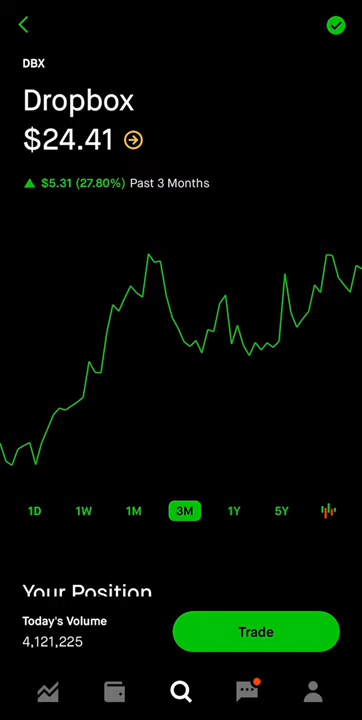 DBX
Dropbox
$24.41
$5.31 (27.80%) Past 3 Months
1D 1W 1M 3M 1Y 5Y
Your Position
Today's Volume
4,121,225
Trade